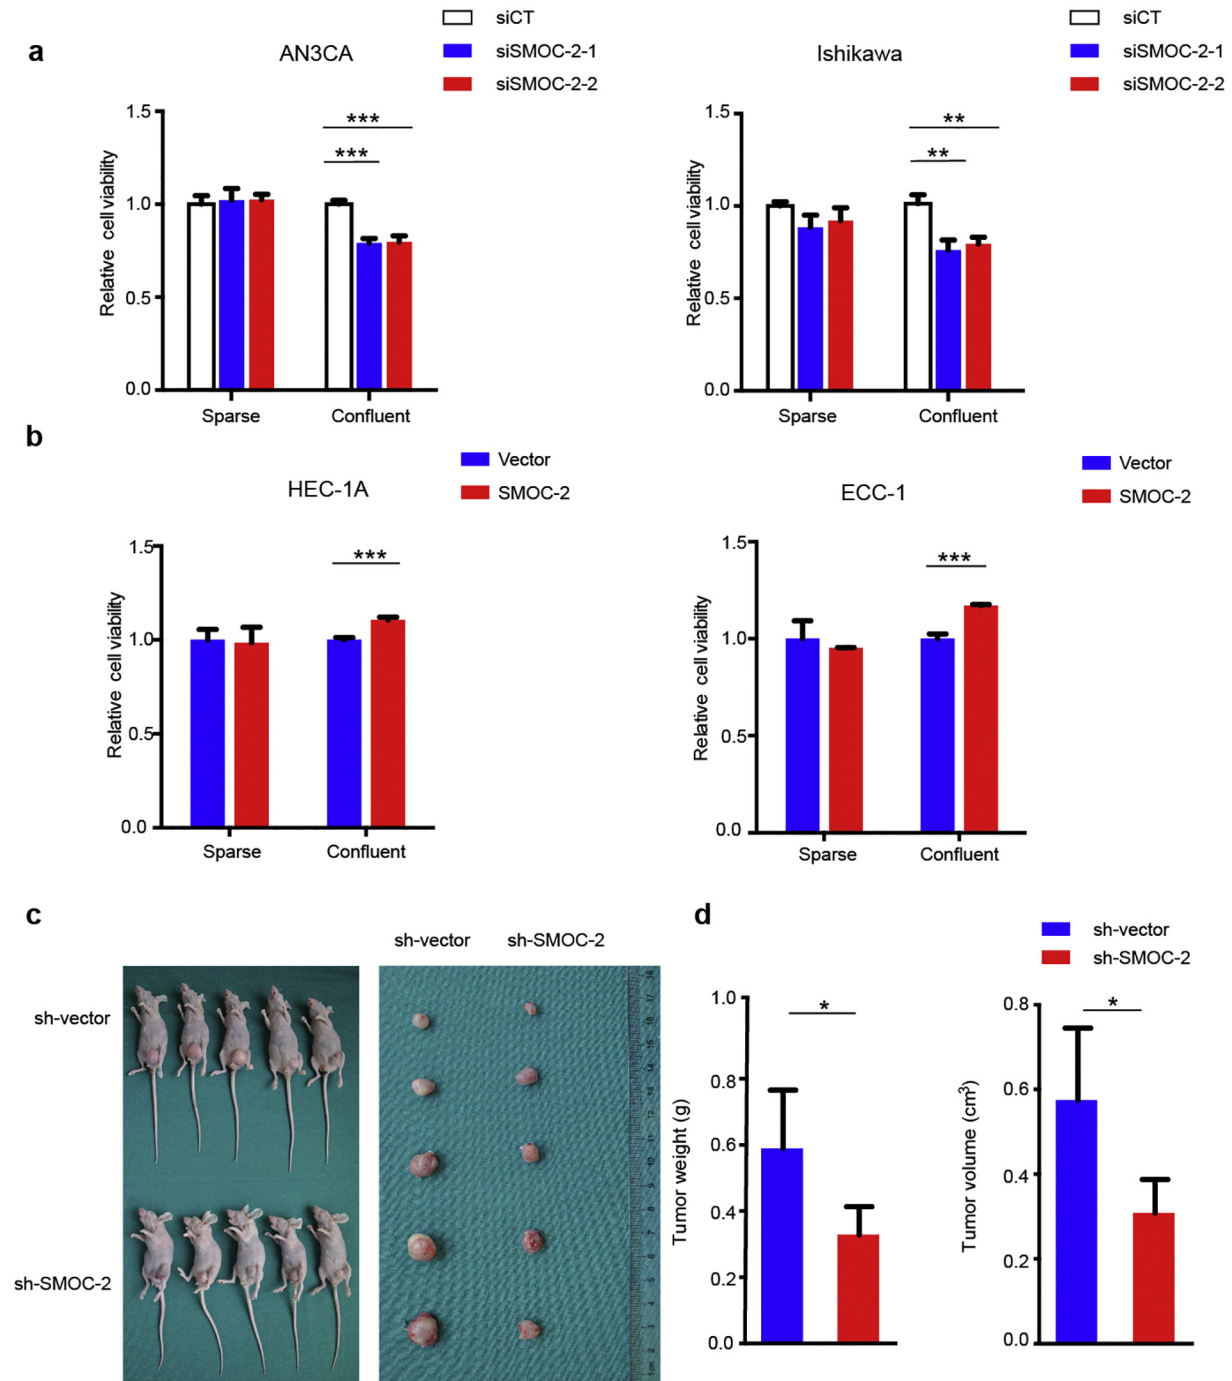 a
AN3CA
siCT
siSMOC-2-1
siSMOC-2-2
Relative cell viability
1.5
1.0
0.5
0.0
***
***
Sparse
Confluent
Ishikawa
siCT
siSMOC-2-1
siSMOC-2-2
Relative cell viability
1.5
1.0
0.5
0.0
**
**
Sparse
Confluent
b
HEC-1A
Vector
SMOC-2
Relative cell viability
1.5
1.0
0.5
0.0
***
Sparse
Confluent
ECC-1
Vector
SMOC-2
Relative cell viability
1.5
1.0
0.5
0.0
***
Sparse
Confluent
c
sh-vector
sh-SMOC-2
sh-vector sh-SMOC-2
d
sh-vector
sh-SMOC-2
Tumor weight (g)
1.0
0.8
0.6
0.4
0.2
0.0
*
Tumor volume (cm³)
0.8
0.6
0.4
0.2
0.0
*